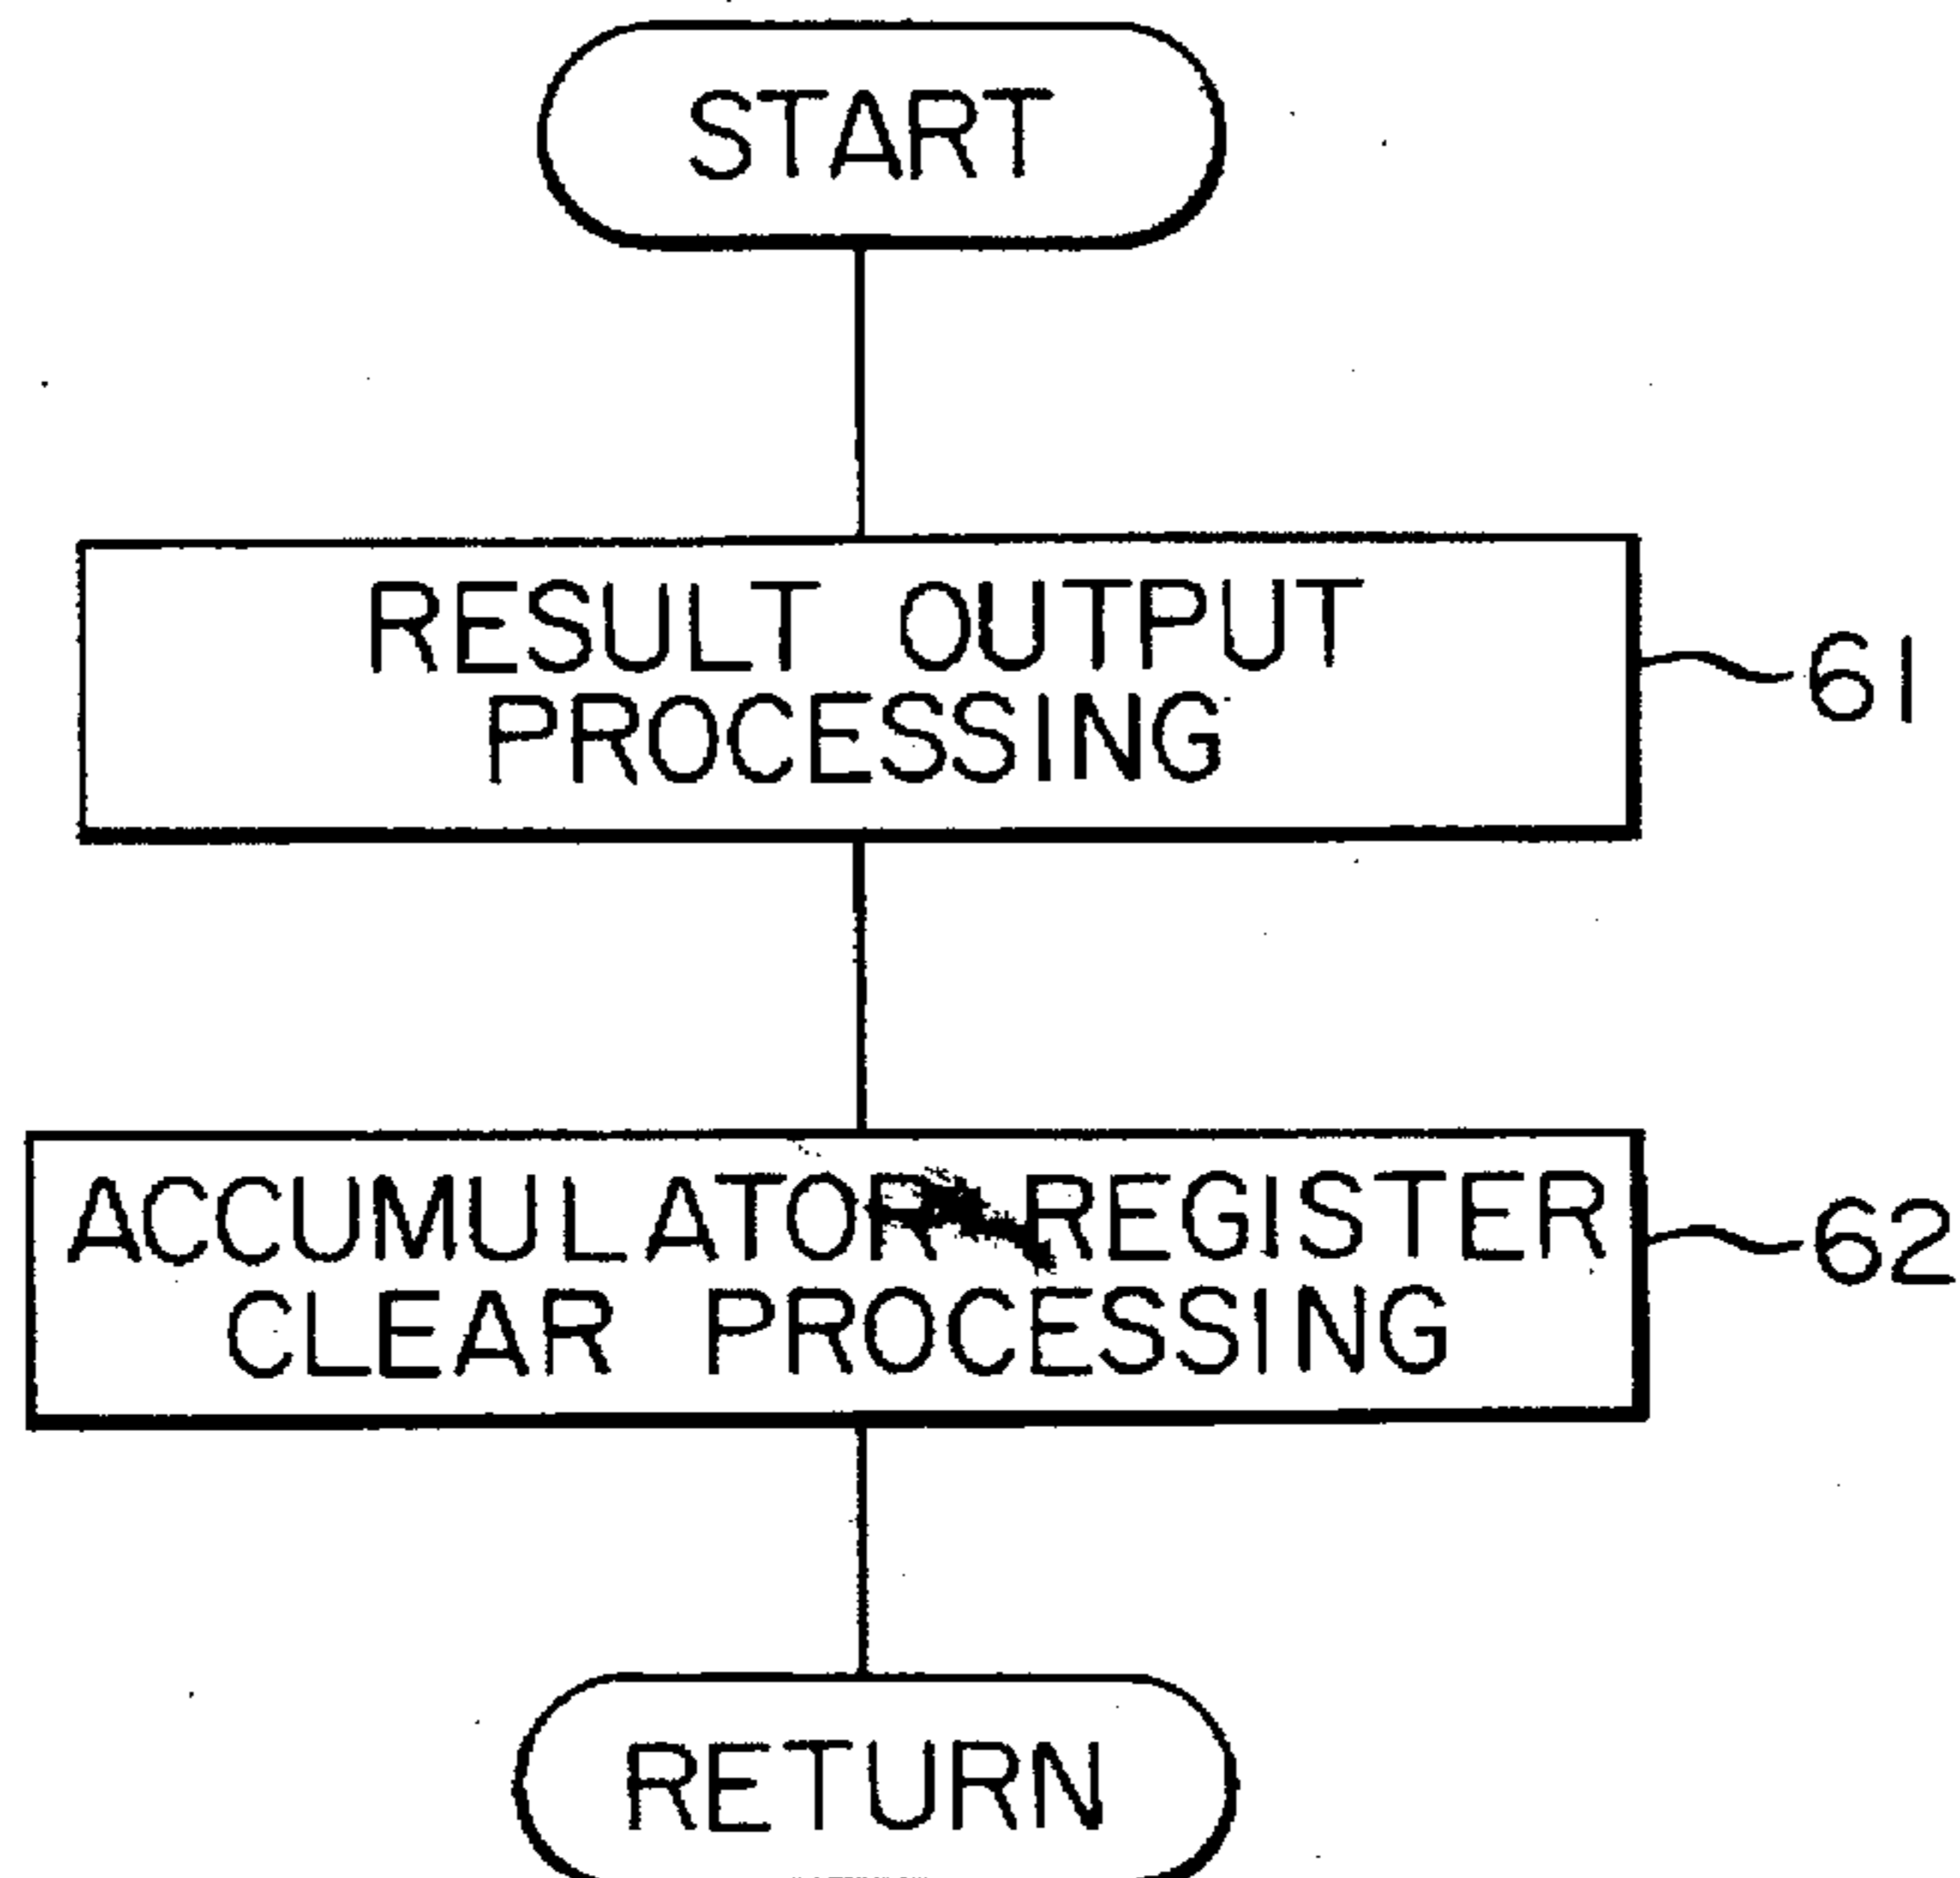 START
RESULT OUTPUT
PROCESSING
61
ACCUMULATOR REGISTER
CLEAR PROCESSING
62
RETURN